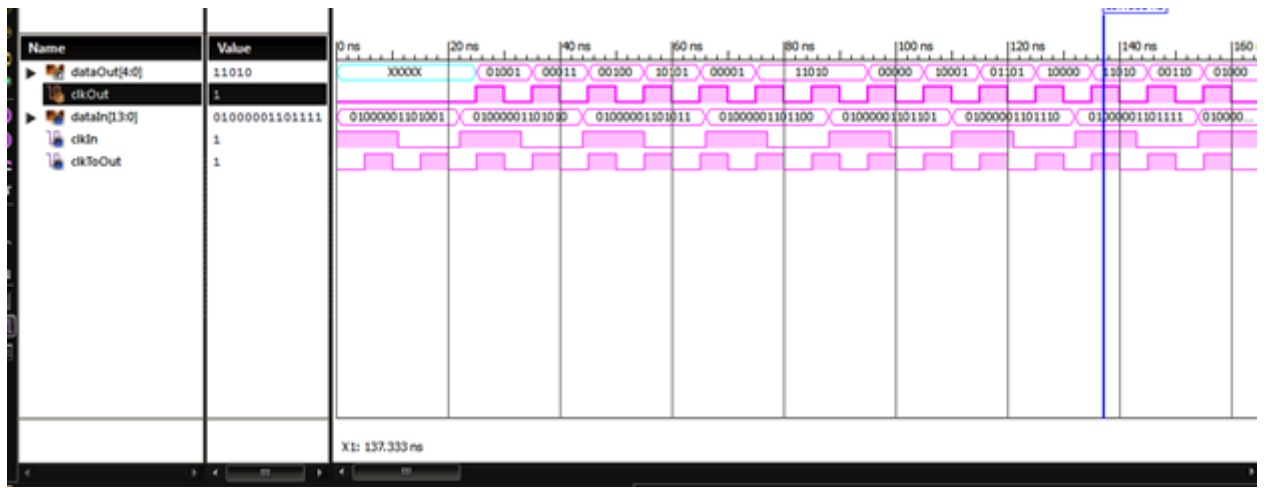 Name Value 0 ns 20 ns 40 ns 60 ns 80 ns 100 ns 120 ns 140 ns 160
dataOut[4:0] 11010 XXXXX 01001 00011 00100 10101 00001 11010 00000 10001 01101 10000 11010 00110 01000
clkOut 1
dataIn[13:0] 01000001101111 01000001101001 01000001101010 01000001101011 01000001101100 01000001101101 01000001101110 01000001101111 010000...
clkIn 1
clkToOut 1
X1: 137.333 ns